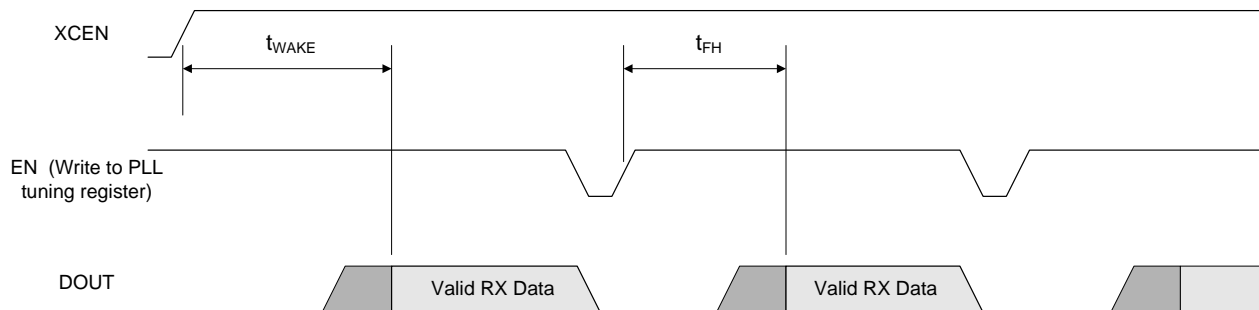 XCEN
tWAKE
tFH
EN (Write to PLL
tuning register)
DOUT
Valid RX Data
Valid RX Data